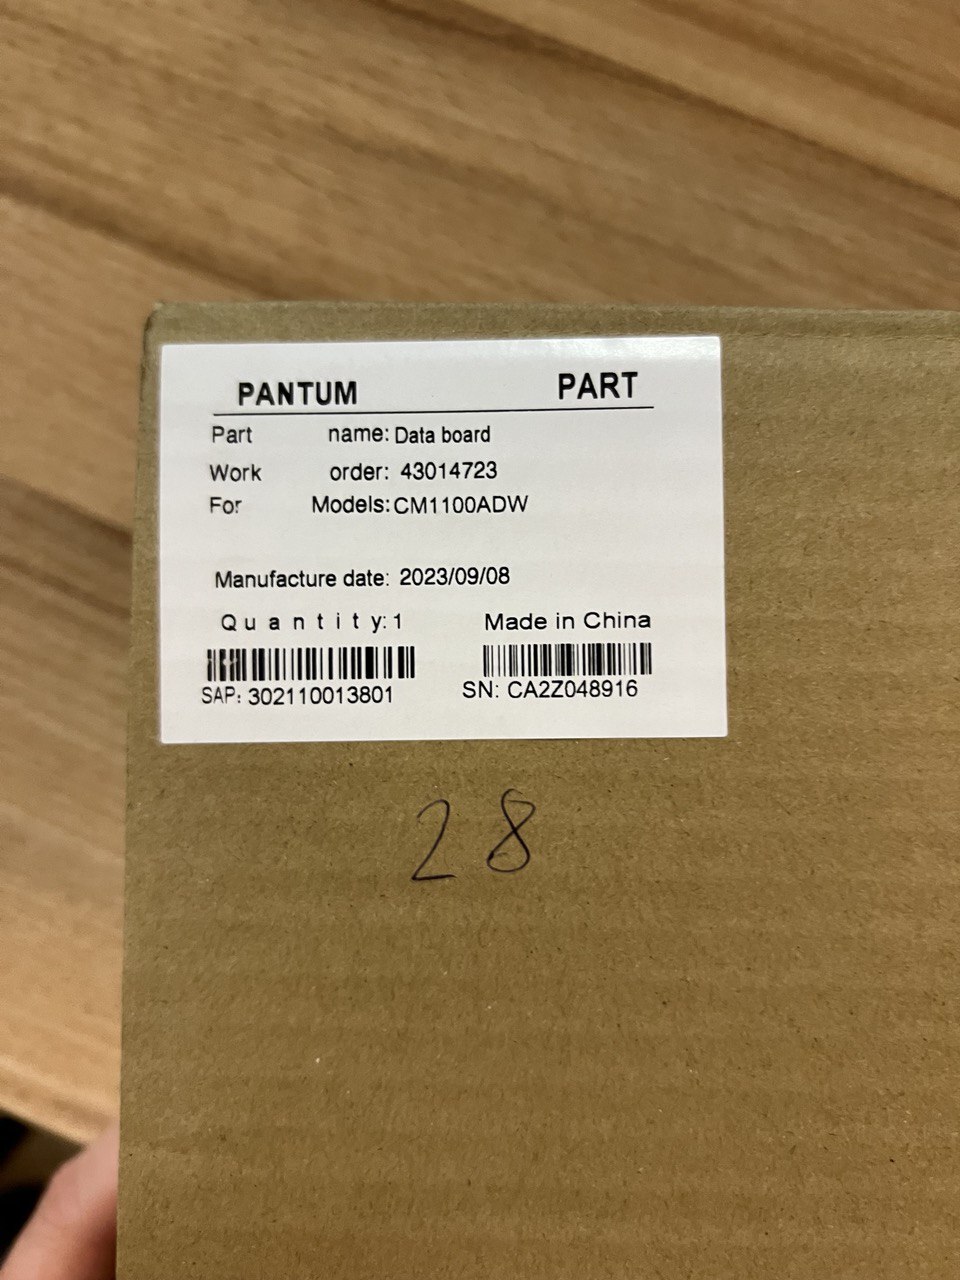 PANTUM PART
Part name: Data board
Work order: 43014723
For Models: CM1100ADW
Manufacture date: 2023/09/08
Quantity: 1 Made in China
SAP: 302110013801 SN: CA2Z048916
28